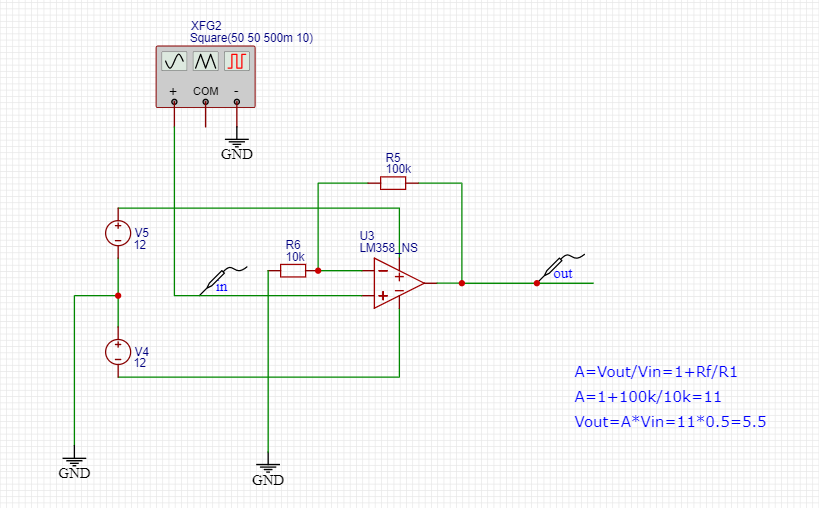 XFG2
Square(50 50 500m 10)
+ COM -
GND
R5
100k
V5
12
R6
10k
U3
LM358_NS
in
out
V4
12
A=Vout/Vin=1+Rf/R1
A=1+100k/10k=11
Vout=A*Vin=11*0.5=5.5
GND
GND